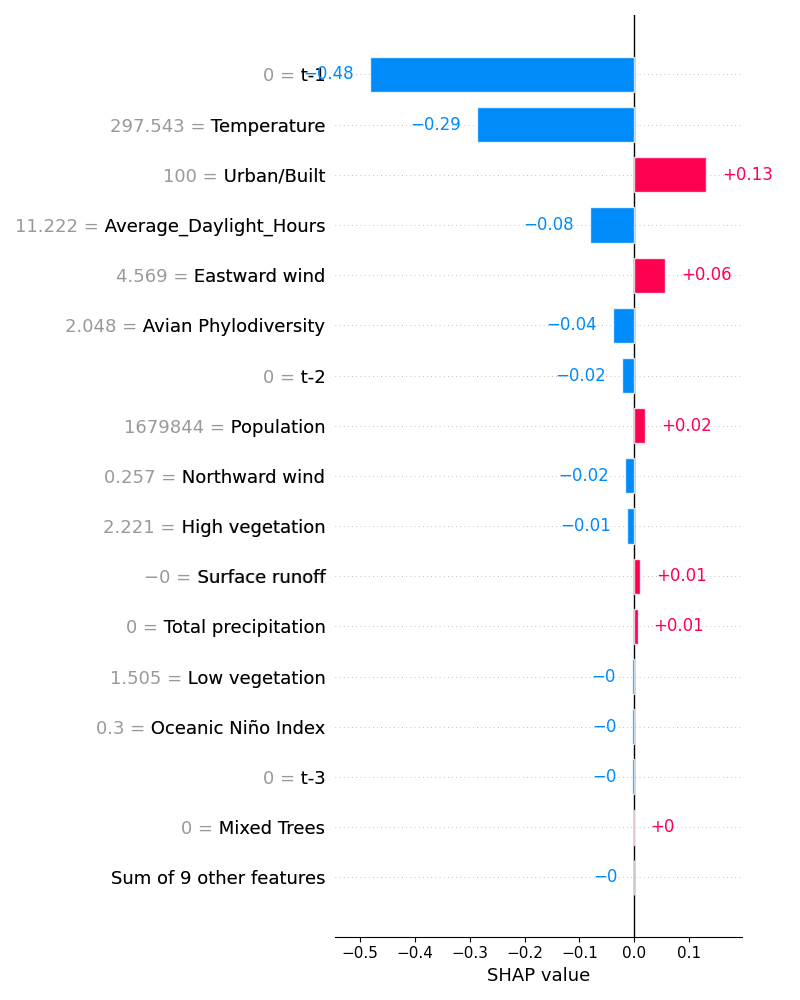 0 = t-1 −0.48
297.543 = Temperature −0.29
100 = Urban/Built +0.13
11.222 = Average_Daylight_Hours −0.08
4.569 = Eastward wind +0.06
2.048 = Avian Phylodiversity −0.04
0 = t-2 −0.02
1679844 = Population +0.02
0.257 = Northward wind −0.02
2.221 = High vegetation −0.01
−0 = Surface runoff +0.01
0 = Total precipitation +0.01
1.505 = Low vegetation −0
0.3 = Oceanic Niño Index −0
0 = t-3 −0
0 = Mixed Trees +0
Sum of 9 other features −0
−0.5 −0.4 −0.3 −0.2 −0.1 0.0 0.1
SHAP value